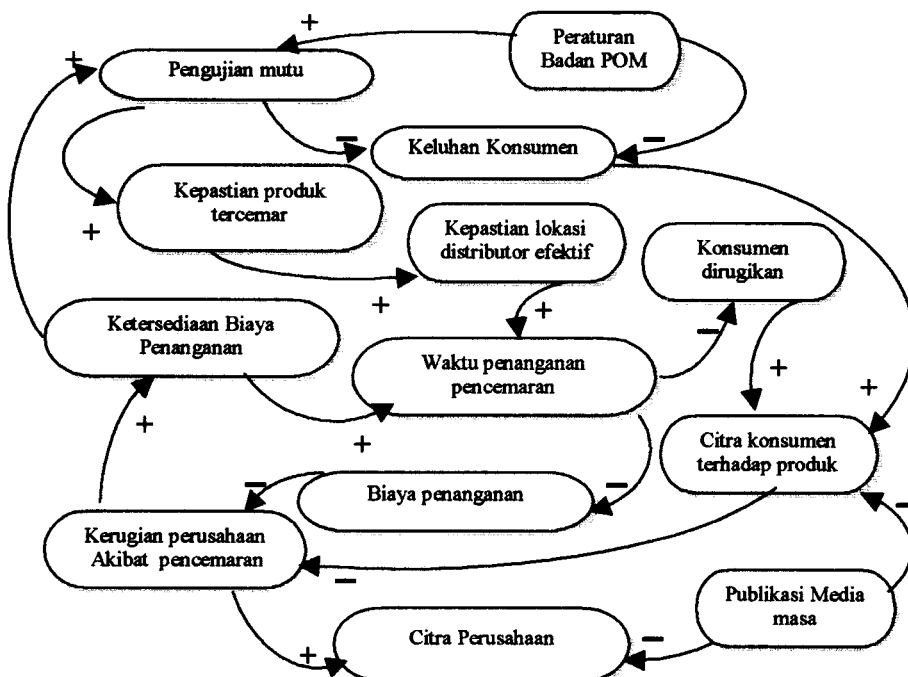 +
Peraturan
Badan POM
+
Pengujian mutu
–
Keluhan Konsumen
–
Kepastian produk
tercemar
+
Kepastian lokasi
distributor efektif
Konsumen
dirugikan
+
+
–
Ketersediaan Biaya
Penanganan
Waktu penanganan
pencemaran
+
+
+
+
Citra konsumen
terhadap produk
–
Biaya penanganan
–
–
Kerugian perusahaan
Akibat pencemaran
–
Publikasi Media
masa
+
Citra Perusahaan
–